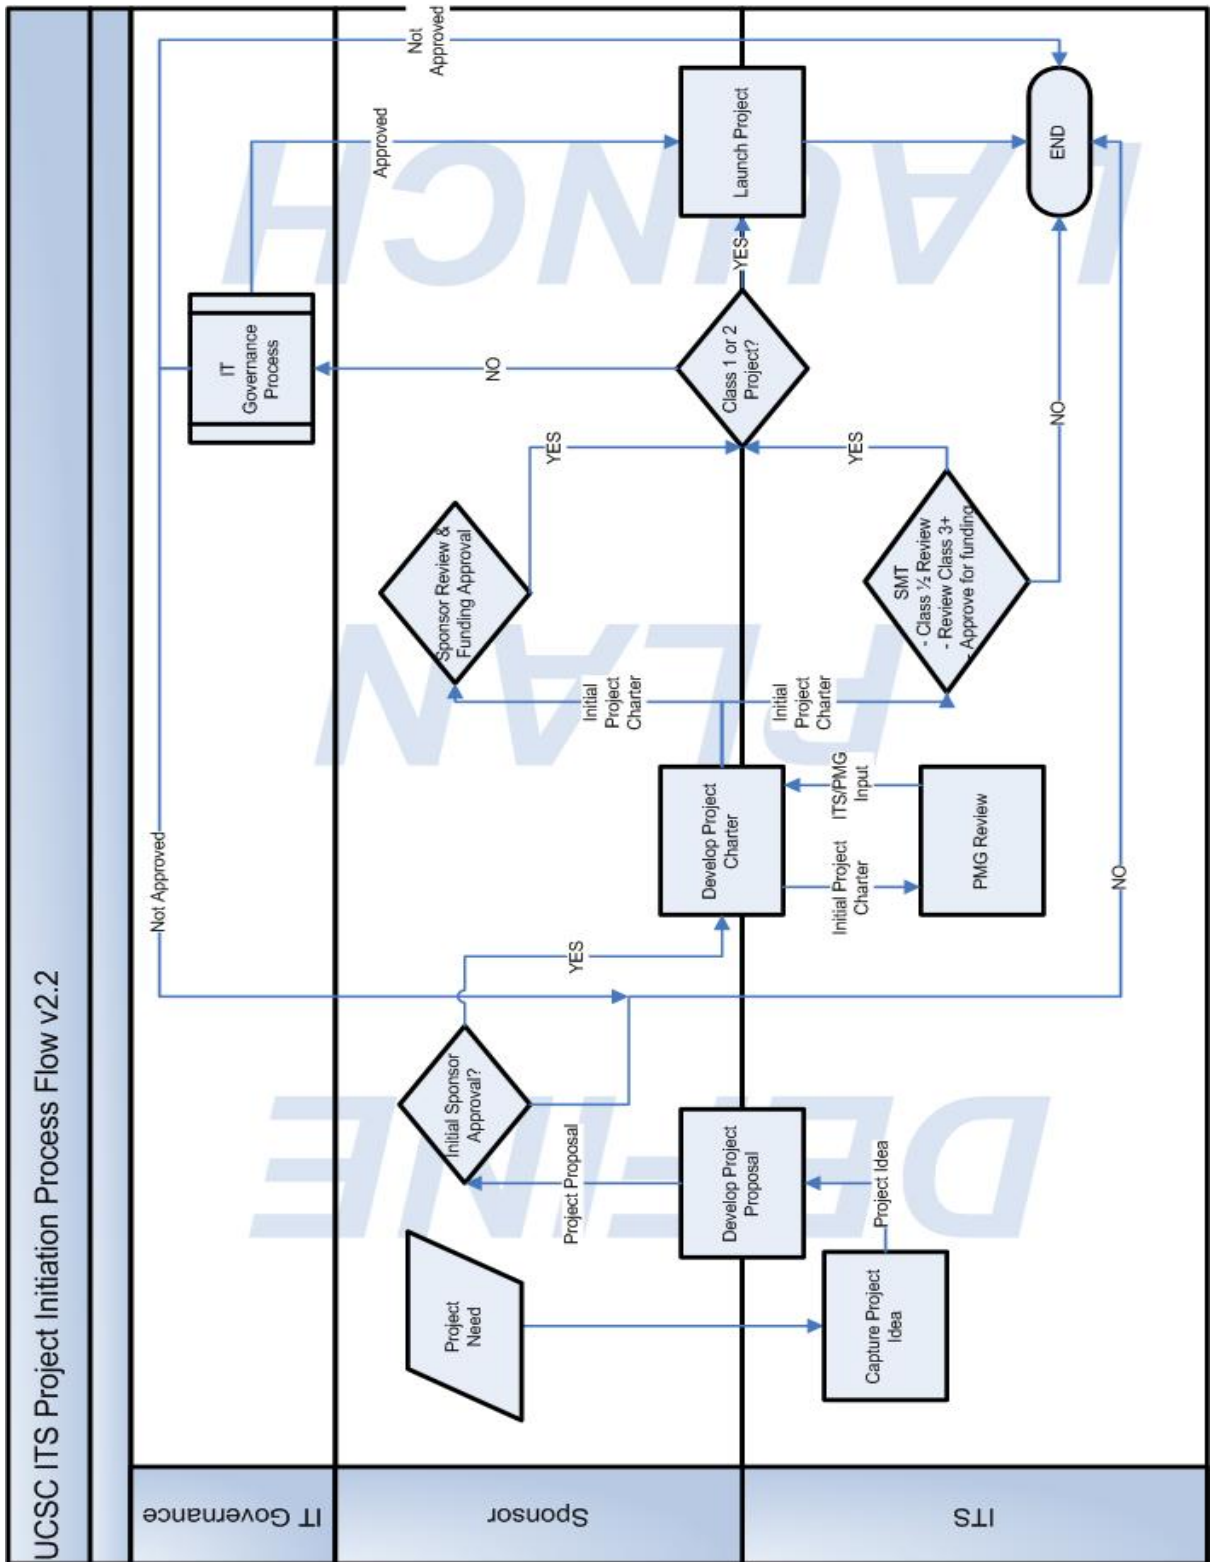 UCSC ITS Project Initiation Process Flow v2.2
IT Governance
Sponsor
ITS
DEFINE
PLAN
LAUNCH
Project
Need
Capture Project
Idea
Project Idea
Develop Project
Proposal
Project Proposal
Initial Sponsor
Approval?
YES
NO
Not Approved
Develop Project
Charter
Initial Project
Charter
ITS/PMG
Input
PMG Review
Initial
Project
Charter
Initial
Project
Charter
Sponsor Review &
Funding Approval
YES
SMT
- Class ½ Review
- Review Class 3+
- Approve for funding
YES
NO
Class 1 or 2
Project?
NO
YES
IT
Governance
Process
Approved
Not
Approved
Launch Project
END